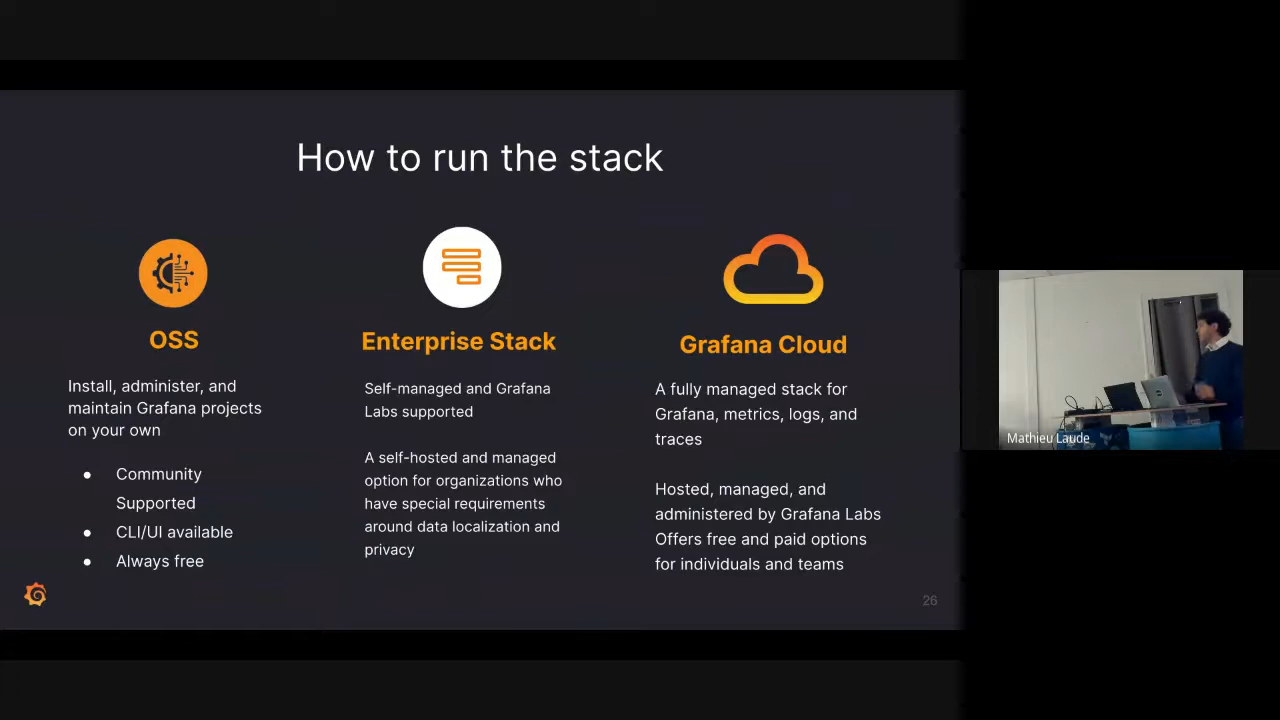 How to run the stack
OSS
Install, administer, and
maintain Grafana projects
on your own
● Community
Supported
● CLI/UI available
● Always free
Enterprise Stack
Self-managed and Grafana
Labs supported
A self-hosted and managed
option for organizations who
have special requirements
around data localization and
privacy
Grafana Cloud
A fully managed stack for
Grafana, metrics, logs, and
traces
Hosted, managed, and
administered by Grafana Labs
Offers free and paid options
for individuals and teams
26
Mathieu Laude